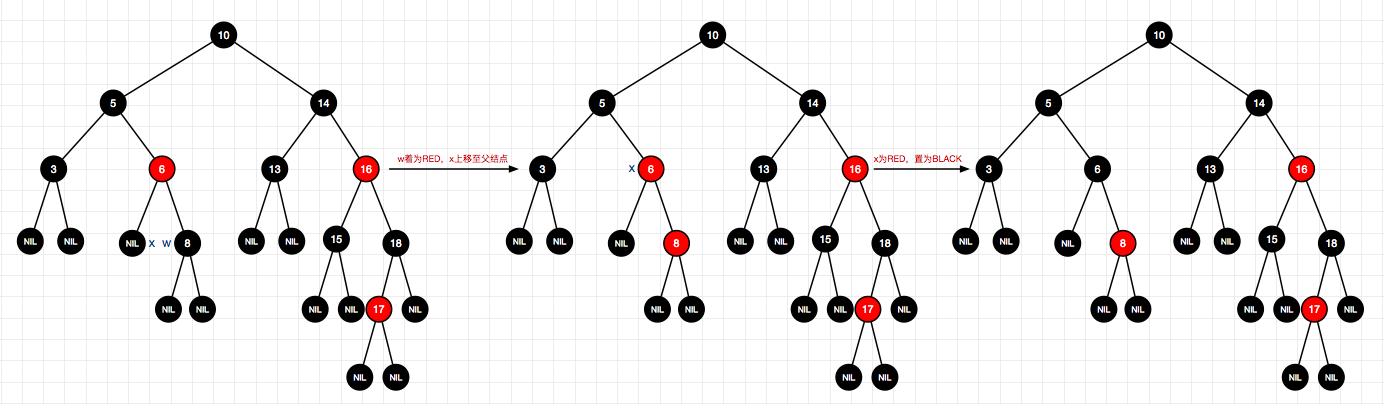 10
5 14
3 6 13 16
NIL NIL NIL X W 8 NIL NIL 15 18
NIL NIL NIL NIL 17 NIL
NIL NIL
w着为RED，x上移至父结点
10
5 14
3 X 6 13 16
NIL NIL NIL 8 NIL NIL 15 18
NIL NIL NIL NIL 17 NIL
NIL NIL
x为RED，置为BLACK
10
5 14
3 6 13 16
NIL NIL NIL 8 NIL NIL 15 18
NIL NIL NIL NIL 17 NIL
NIL NIL